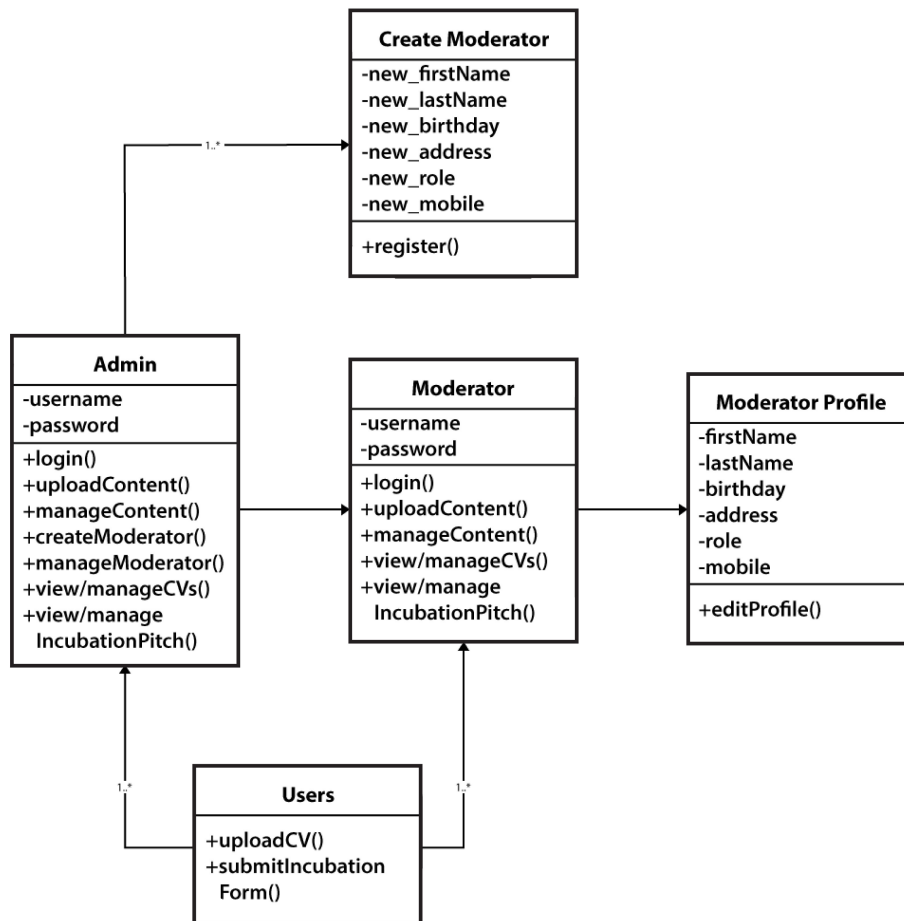 Create Moderator
-new_firstName
-new_lastName
-new_birthday
-new_address
-new_role
-new_mobile
+register()
1..*
Admin
-username
-password
+login()
+uploadContent()
+manageContent()
+createModerator()
+manageModerator()
+view/manageCVs()
+view/manage
IncubationPitch()
Moderator
-username
-password
+login()
+uploadContent()
+manageContent()
+view/manageCVs()
+view/manage
IncubationPitch()
Moderator Profile
-firstName
-lastName
-birthday
-address
-role
-mobile
+editProfile()
1..*
1..*
Users
+uploadCV()
+submitIncubation
Form()